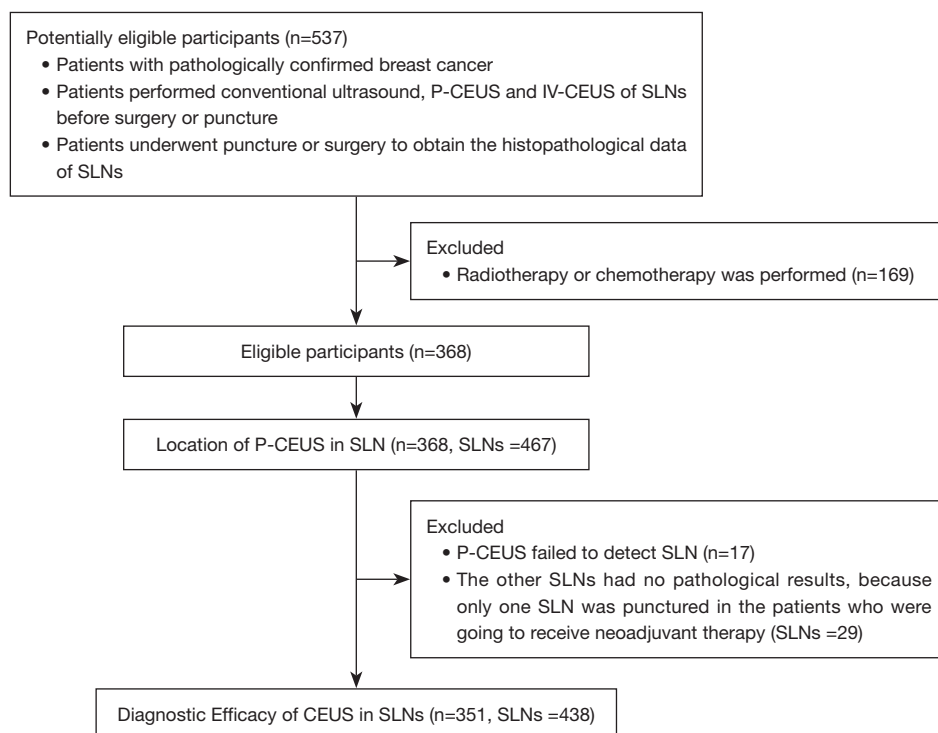 Potentially eligible participants (n=537)
• Patients with pathologically confirmed breast cancer
• Patients performed conventional ultrasound, P-CEUS and IV-CEUS of SLNs
before surgery or puncture
• Patients underwent puncture or surgery to obtain the histopathological data
of SLNs
Excluded
• Radiotherapy or chemotherapy was performed (n=169)
Eligible participants (n=368)
Location of P-CEUS in SLN (n=368, SLNs =467)
Excluded
• P-CEUS failed to detect SLN (n=17)
• The other SLNs had no pathological results, because
only one SLN was punctured in the patients who were
going to receive neoadjuvant therapy (SLNs =29)
Diagnostic Efficacy of CEUS in SLNs (n=351, SLNs =438)